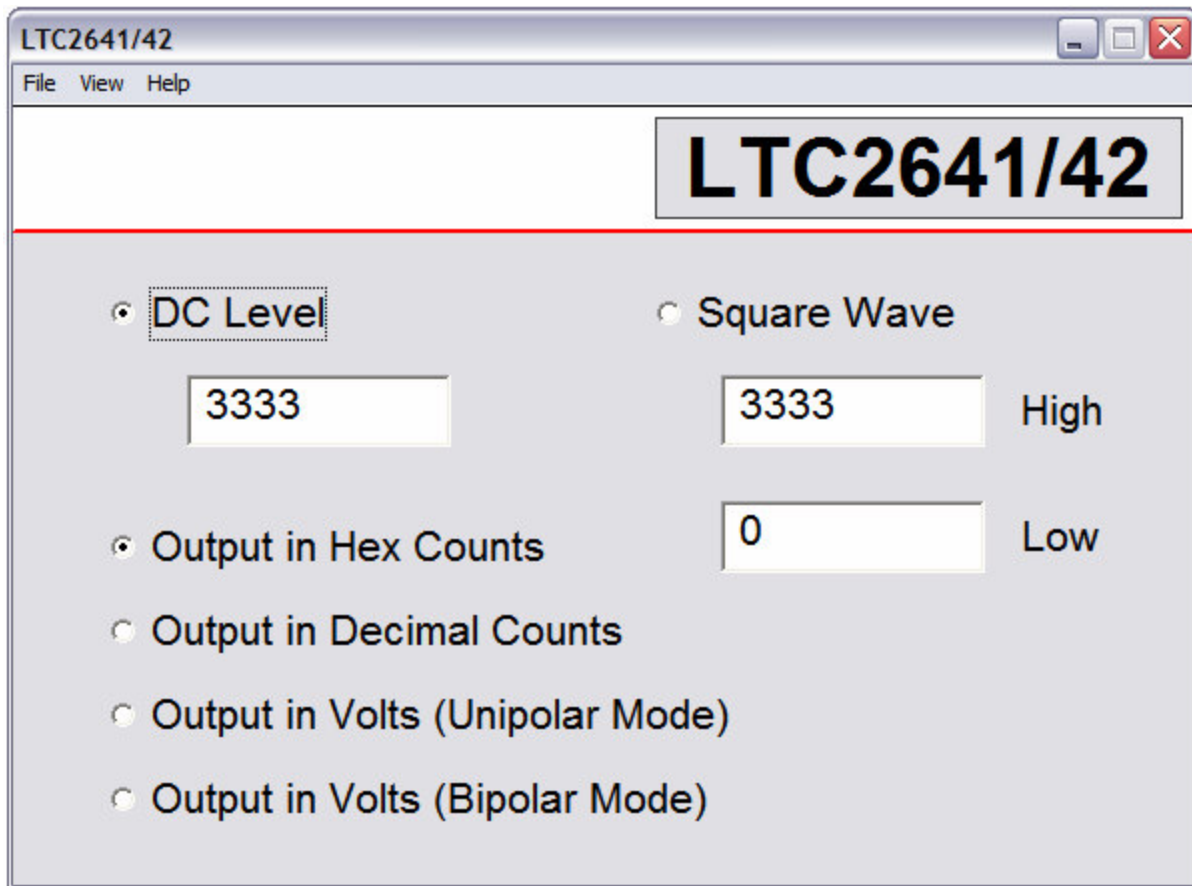 LTC2641/42
File View Help
LTC2641/42
DC Level
Square Wave
3333
3333 High
0 Low
Output in Hex Counts
Output in Decimal Counts
Output in Volts (Unipolar Mode)
Output in Volts (Bipolar Mode)